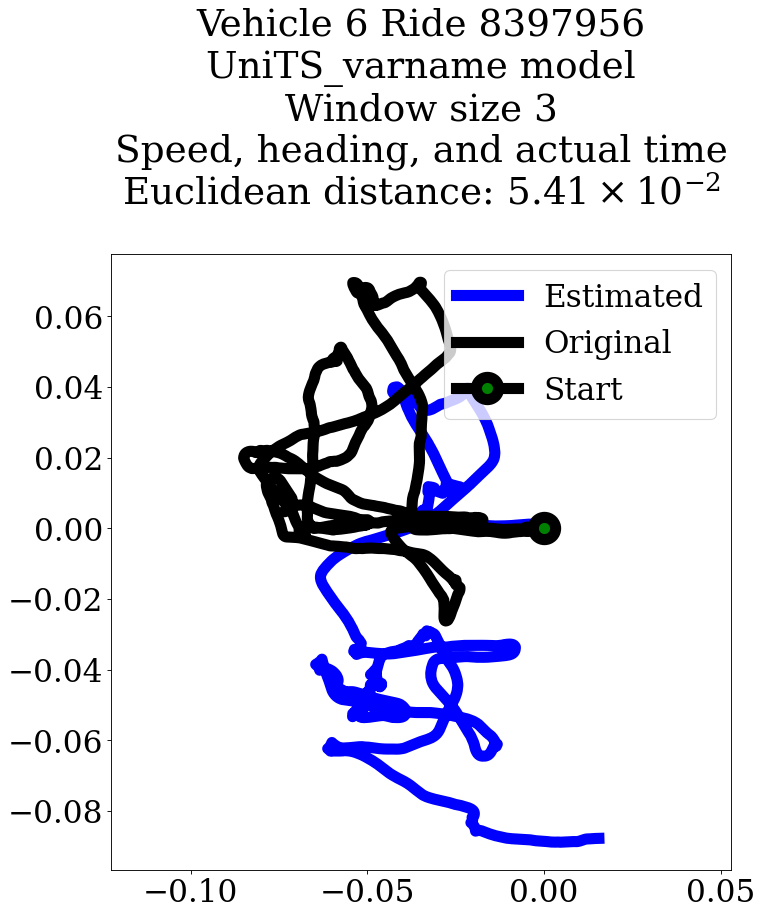 Vehicle 6 Ride 8397956
UniTS_varname model
Window size 3
Speed, heading, and actual time
Euclidean distance: 5.41 × 10⁻²
Estimated
Original
Start
0.06
0.04
0.02
0.00
−0.02
−0.04
−0.06
−0.08
−0.10
−0.05
0.00
0.05